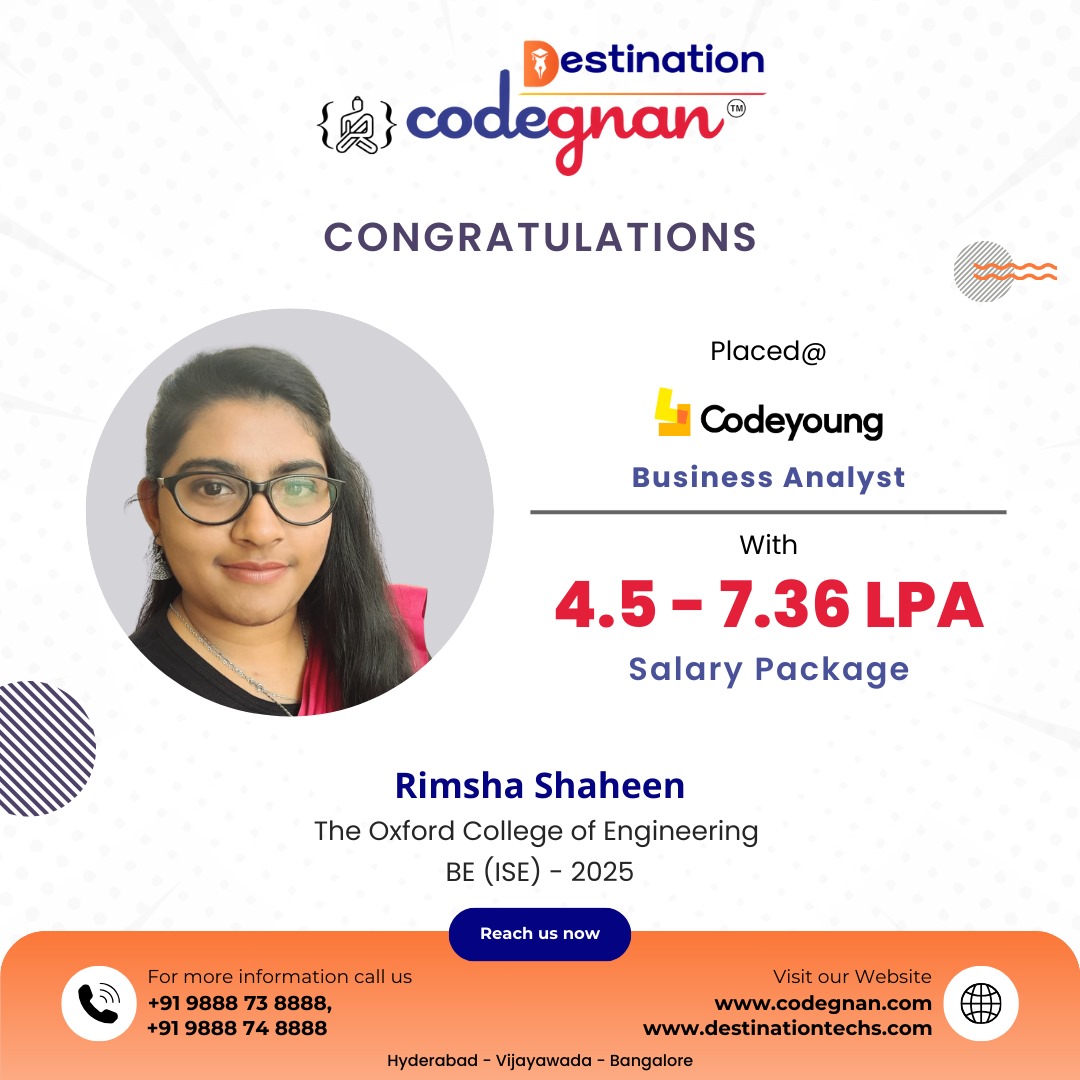 Destination
codegnan™
CONGRATULATIONS
Placed@
Codeyoung
Business Analyst
With
4.5 - 7.36 LPA
Salary Package
Rimsha Shaheen
The Oxford College of Engineering
BE (ISE) - 2025
Reach us now
For more information call us
+91 9888 73 8888,
+91 9888 74 8888
Visit our Website
www.codegnan.com
www.destinationtechs.com
Hyderabad - Vijayawada - Bangalore